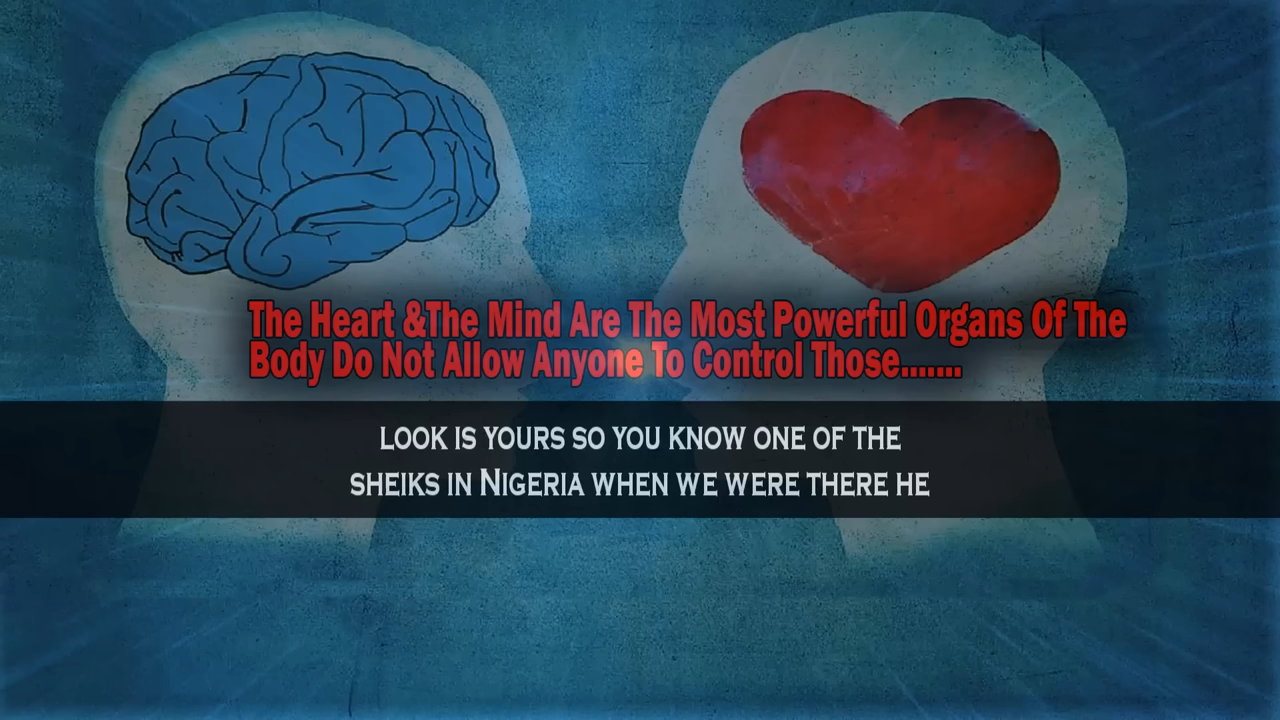 The Heart &The Mind Are The Most Powerful Organs Of The
Body Do Not Allow Anyone To Control Those.......
LOOK IS YOURS SO YOU KNOW ONE OF THE
SHEIKS IN NIGERIA WHEN WE WERE THERE HE